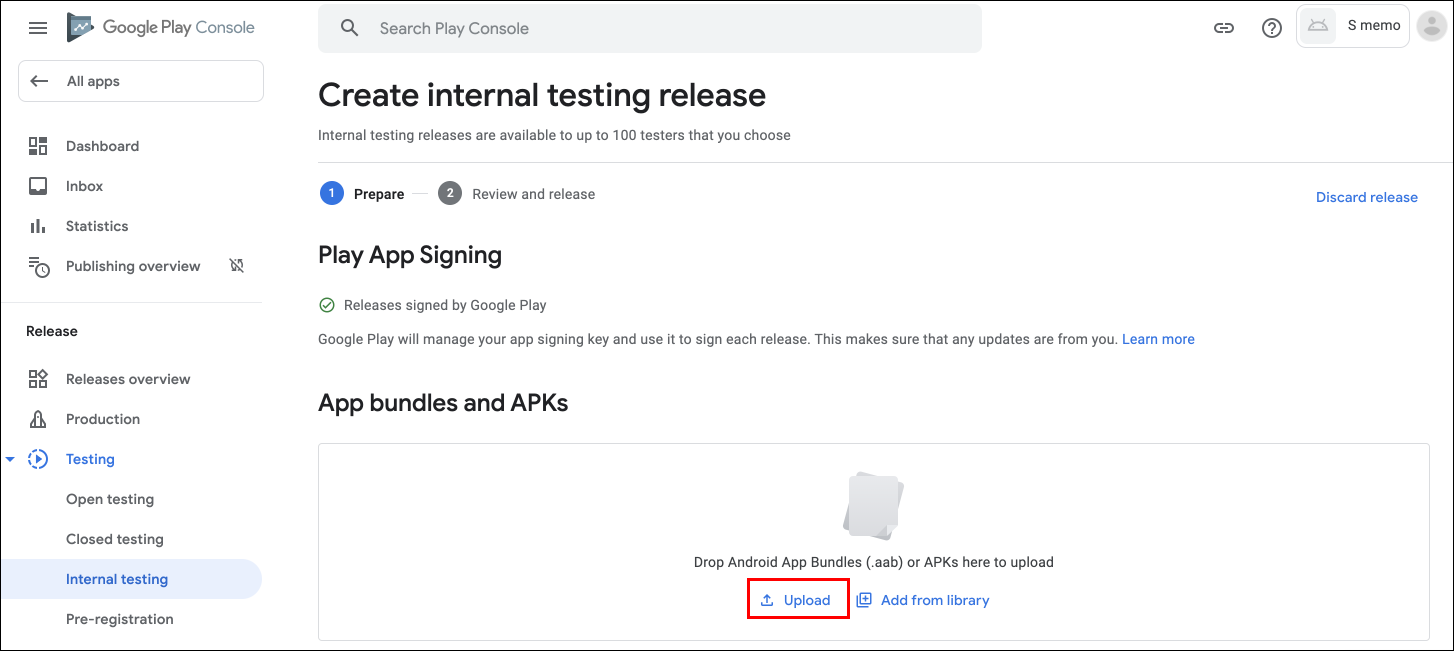 Google Play Console
Search Play Console
S memo
All apps
Dashboard
Inbox
Statistics
Publishing overview
Release
Releases overview
Production
Testing
Open testing
Closed testing
Internal testing
Pre-registration
Create internal testing release
Internal testing releases are available to up to 100 testers that you choose
1 Prepare 2 Review and release
Discard release
Play App Signing
Releases signed by Google Play
Google Play will manage your app signing key and use it to sign each release. This makes sure that any updates are from you. Learn more
App bundles and APKs
Drop Android App Bundles (.aab) or APKs here to upload
Upload Add from library